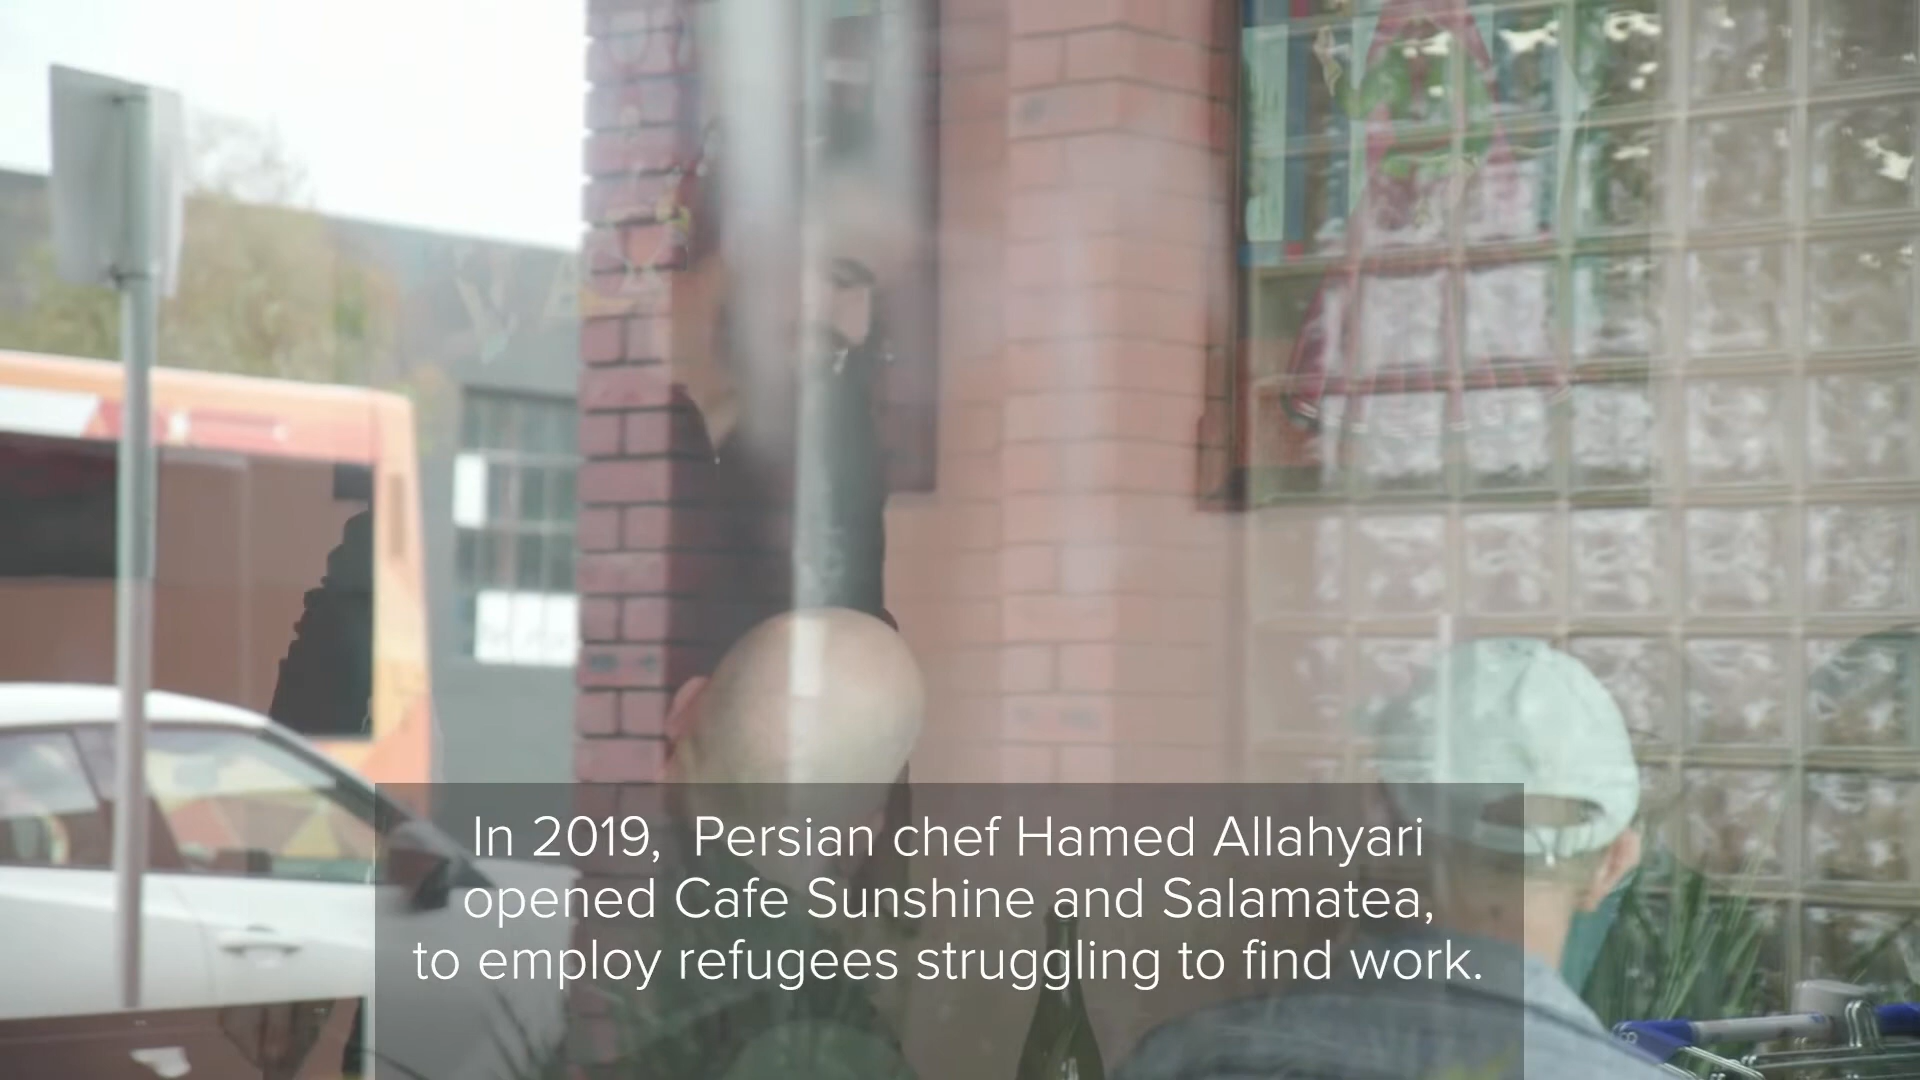 In 2019,  Persian chef Hamed Allahyari
opened Cafe Sunshine and Salamatea,
to employ refugees struggling to find work.